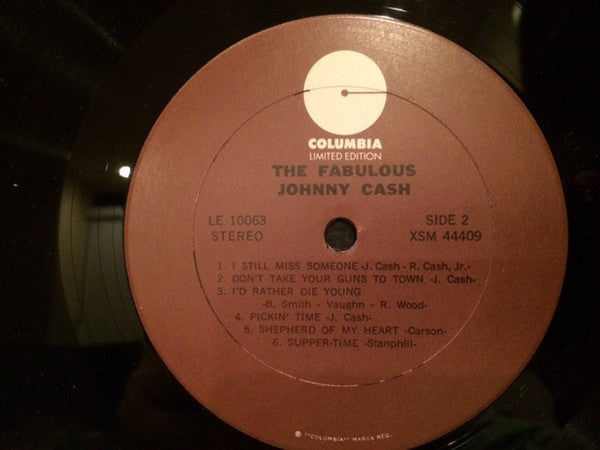 COLUMBIA
LIMITED EDITION
THE FABULOUS
JOHNNY CASH
LE 10063 SIDE 2
STEREO XSM 44409
1. I STILL MISS SOMEONE -J. Cash - R. Cash, Jr.-
2. DON'T TAKE YOUR GUNS TO TOWN -J. Cash-
3. I'D RATHER DIE YOUNG
-B. Smith - Vaughn - R. Wood-
4. PICKIN' TIME -J. Cash-
5. SHEPHERD OF MY HEART -Carson-
6. SUPPER-TIME -Stanphill-
℗ "COLUMBIA" MARCA REG.